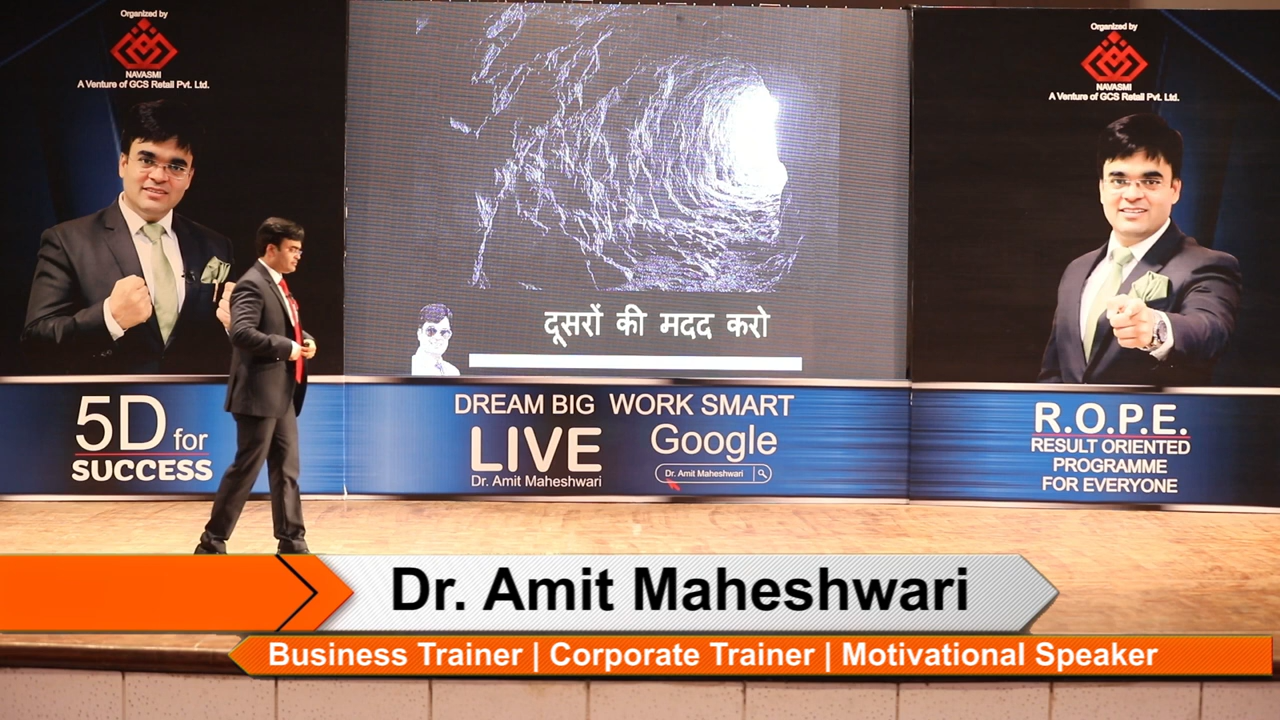 Organized by
NAVASMI
A Venture of GCS Retail Pvt. Ltd.
Organized by
NAVASMI
A Venture of GCS Retail Pvt. Ltd.
दूसरों की मदद करो
5D for
SUCCESS
DREAM BIG WORK SMART
LIVE
Dr. Amit Maheshwari
Google
Dr. Amit Maheshwari
R.O.P.E.
RESULT ORIENTED
PROGRAMME
FOR EVERYONE
Dr. Amit Maheshwari
Business Trainer | Corporate Trainer | Motivational Speaker